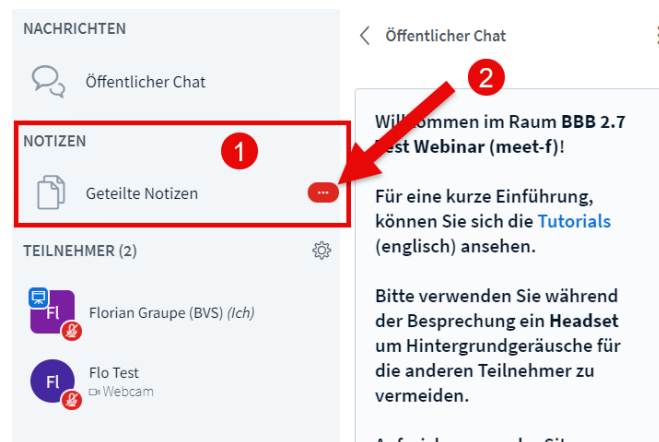 NACHRICHTEN
Öffentlicher Chat
NOTIZEN
1
Geteilte Notizen
TEILNEHMER (2)
Fl
Florian Graupe (BVS) (Ich)
Fl
Flo Test
Webcam
Öffentlicher Chat
2
Willkommen im Raum BBB 2.7
Test Webinar (meet-f)!
Für eine kurze Einführung,
können Sie sich die Tutorials
(englisch) ansehen.
Bitte verwenden Sie während
der Besprechung ein Headset
um Hintergrundgeräusche für
die anderen Teilnehmer zu
vermeiden.